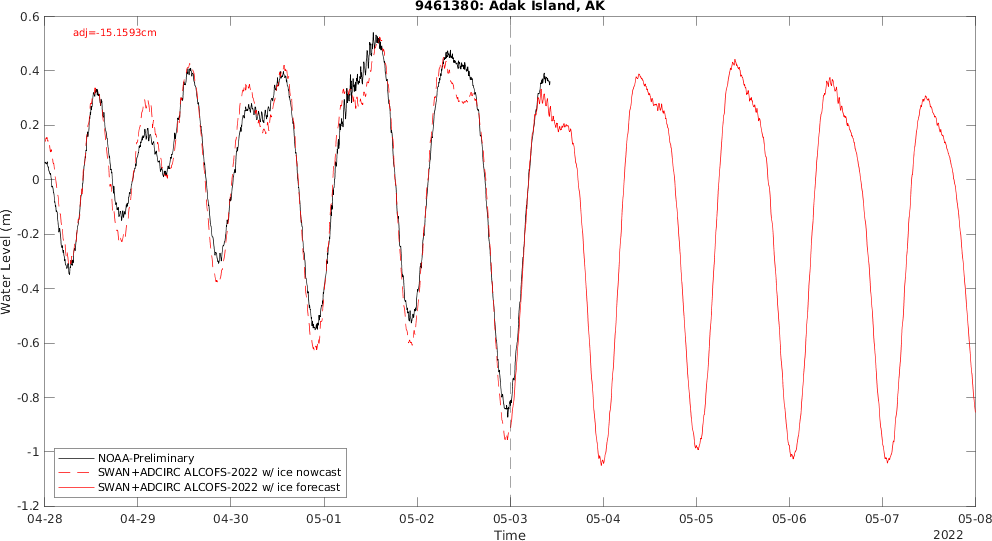 9461380: Adak Island, AK
adj=-15.1593cm
Water Level (m)
0.6
0.4
0.2
0
-0.2
-0.4
-0.6
-0.8
-1
-1.2
NOAA-Preliminary
SWAN+ADCIRC ALCOFS-2022 w/ ice nowcast
SWAN+ADCIRC ALCOFS-2022 w/ ice forecast
04-28 04-29 04-30 05-01 05-02 05-03 05-04 05-05 05-06 05-07 05-08
Time
2022